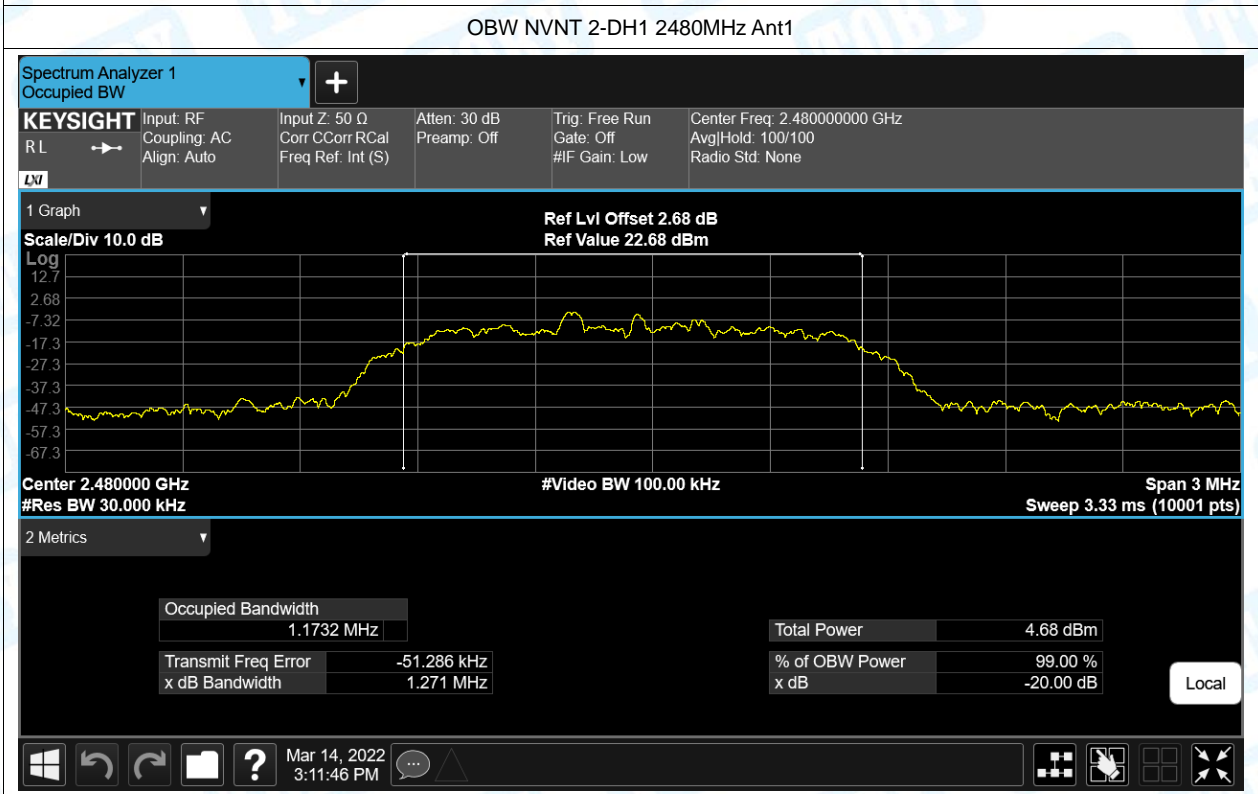 OBW NVNT 2-DH1 2480MHz Ant1
Spectrum Analyzer 1
Occupied BW
KEYSIGHT
R L
LXI
Input: RF
Coupling: AC
Align: Auto
Input Z: 50 Ω
Corr CCorr RCal
Freq Ref: Int (S)
Atten: 30 dB
Preamp: Off
Trig: Free Run
Gate: Off
#IF Gain: Low
Center Freq: 2.480000000 GHz
Avg|Hold: 100/100
Radio Std: None
1 Graph
Scale/Div 10.0 dB
Ref Lvl Offset 2.68 dB
Ref Value 22.68 dBm
Log
12.7
2.68
-7.32
-17.3
-27.3
-37.3
-47.3
-57.3
-67.3
Center 2.480000 GHz
#Video BW 100.00 kHz
Span 3 MHz
#Res BW 30.000 kHz
Sweep 3.33 ms (10001 pts)
2 Metrics
Occupied Bandwidth
1.1732 MHz
Total Power 4.68 dBm
Transmit Freq Error -51.286 kHz
% of OBW Power 99.00 %
x dB Bandwidth 1.271 MHz
x dB -20.00 dB
Local
?
Mar 14, 2022
3:11:46 PM